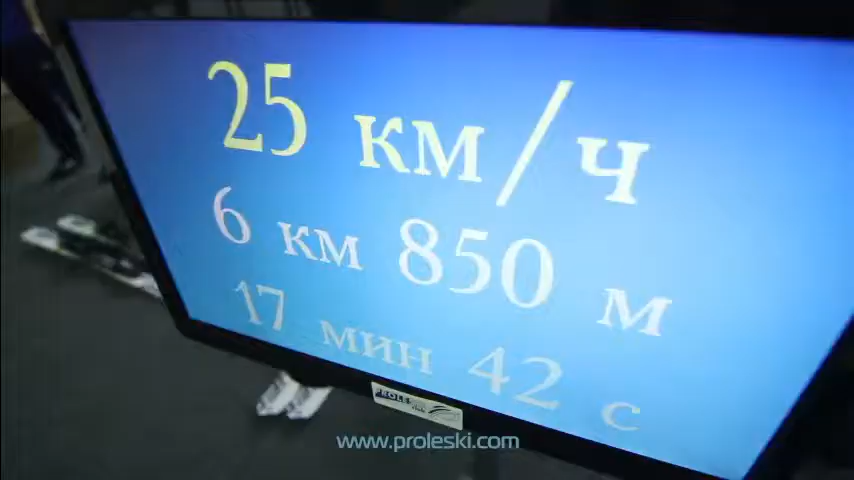 25 км/ч
6 км 850 м
17 мин 42 с
www.proleski.com